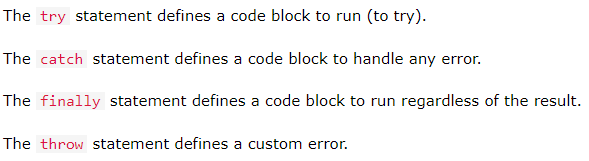 The try statement defines a code block to run (to try).
The catch statement defines a code block to handle any error.
The finally statement defines a code block to run regardless of the result.
The throw statement defines a custom error.